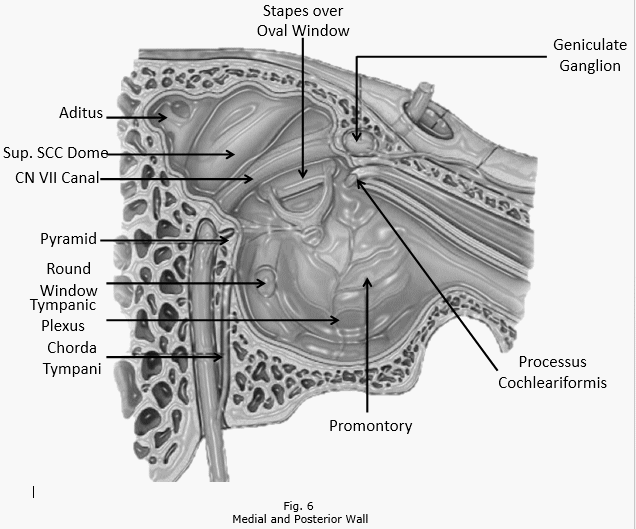 Stapes over
Oval Window
Geniculate
Ganglion
Aditus
Sup. SCC Dome
CN VII Canal
Pyramid
Round
Window
Tympanic
Plexus
Chorda
Tympani
Processus
Cochleariformis
Promontory
Fig. 6
Medial and Posterior Wall